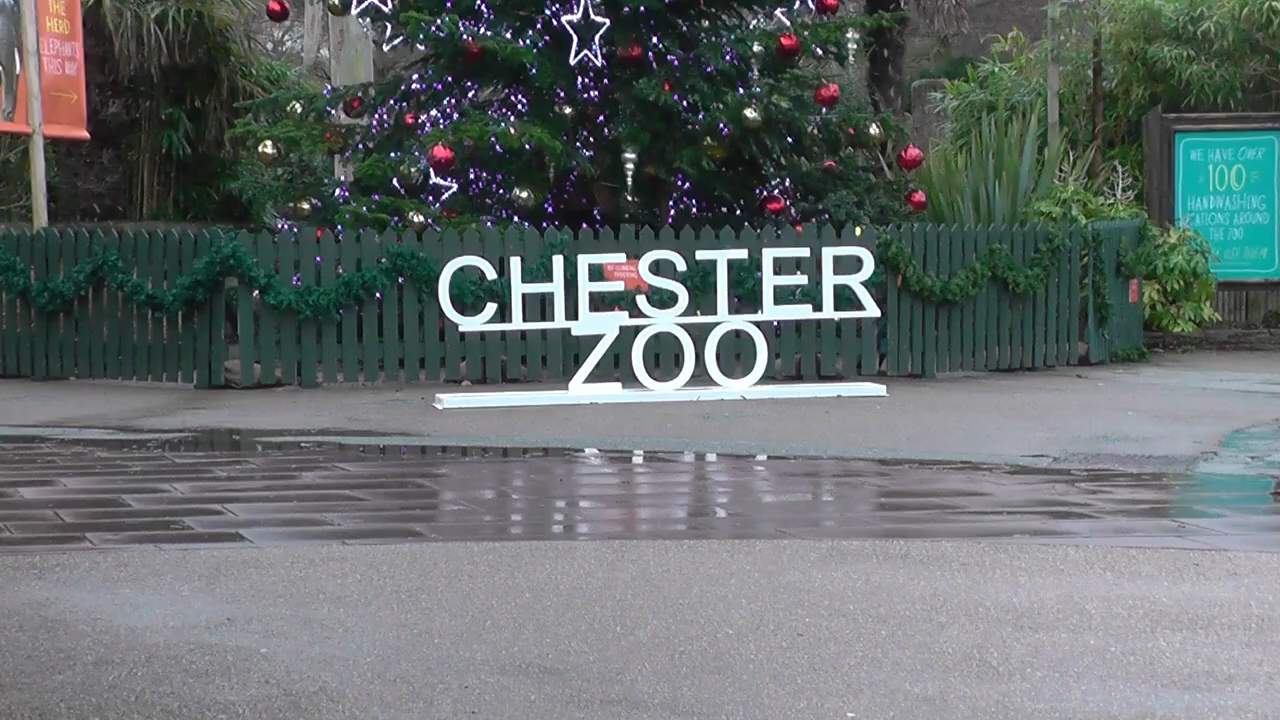 THE
HERD
ELEPHANTS
THIS WAY
CHESTER
ZOO
WE HAVE OVER
100
HANDWASHING
STATIONS AROUND
THE ZOO